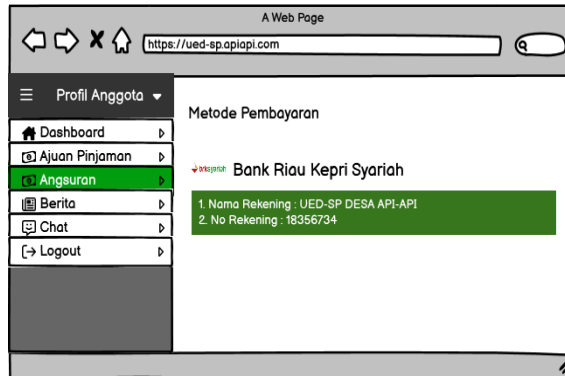 A Web Page
https://ued-sp.apiapi.com
Profil Anggota
Dashboard
Ajuan Pinjaman
Angsuran
Berita
Chat
Logout
Metode Pembayaran
brksyariah Bank Riau Kepri Syariah
1. Nama Rekening : UED-SP DESA API-API
2. No Rekening : 18356734